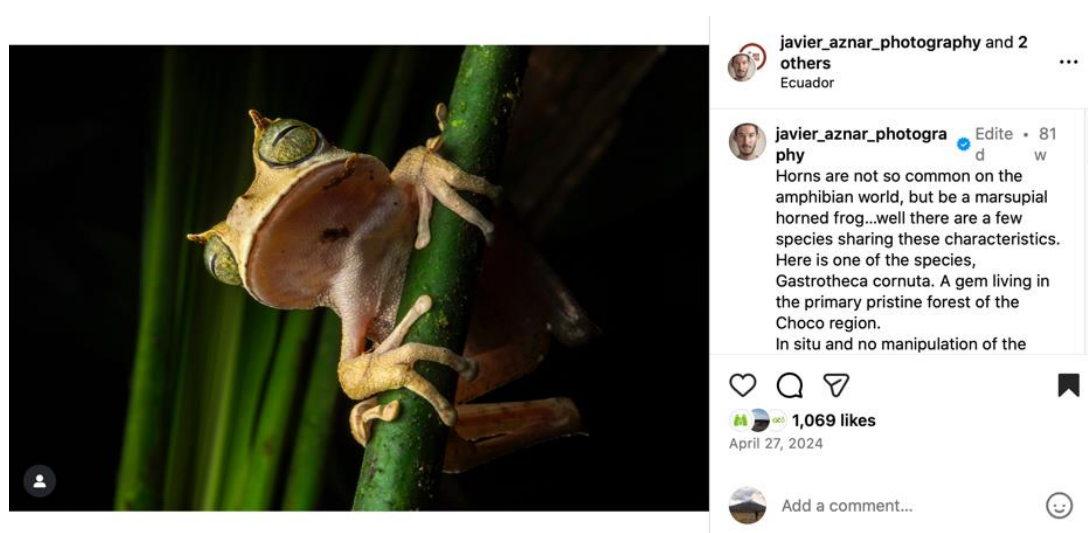 javier_aznar_photography and 2
others
Ecuador
javier_aznar_photogra
phy
Edite
d
• 81
w
Horns are not so common on the
amphibian world, but be a marsupial
horned frog...well there are a few
species sharing these characteristics.
Here is one of the species,
Gastrotheca cornuta. A gem living in
the primary pristine forest of the
Choco region.
In situ and no manipulation of the
1,069 likes
April 27, 2024
Add a comment...